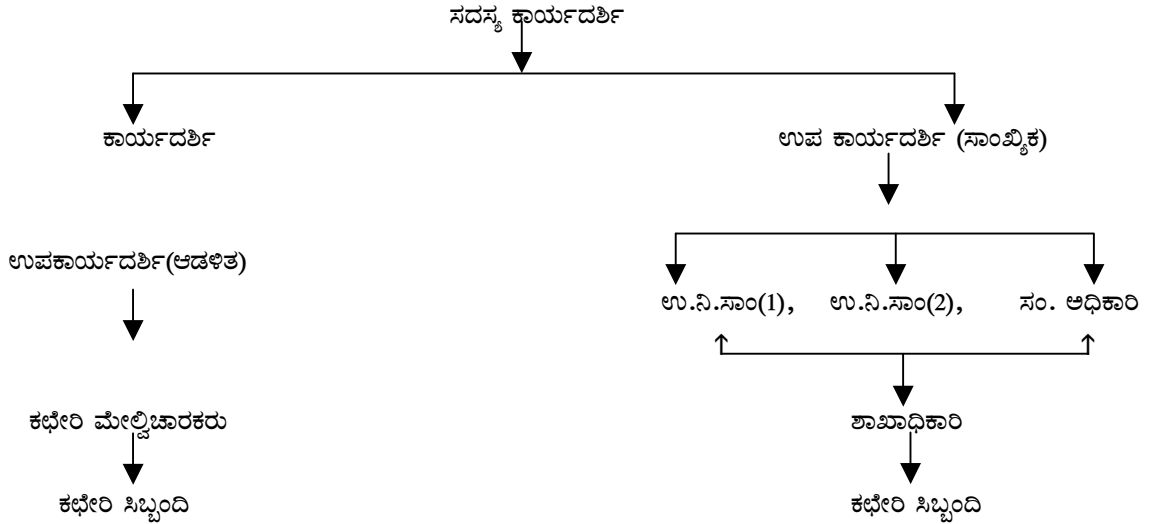 ಸದಸ್ಯ ಕಾರ್ಯದರ್ಶಿ
ಕಾರ್ಯದರ್ಶಿ
ಉಪ ಕಾರ್ಯದರ್ಶಿ (ಸಾಂಖ್ಯಿಕ)
ಉಪಕಾರ್ಯದರ್ಶಿ(ಆಡಳಿತ)
ಉ.ನಿ.ಸಾಂ(1), ಉ.ನಿ.ಸಾಂ(2), ಸಂ. ಅಧಿಕಾರಿ
ಕಛೇರಿ ಮೇಲ್ವಿಚಾರಕರು
ಶಾಖಾಧಿಕಾರಿ
ಕಛೇರಿ ಸಿಬ್ಬಂದಿ
ಕಛೇರಿ ಸಿಬ್ಬಂದಿ